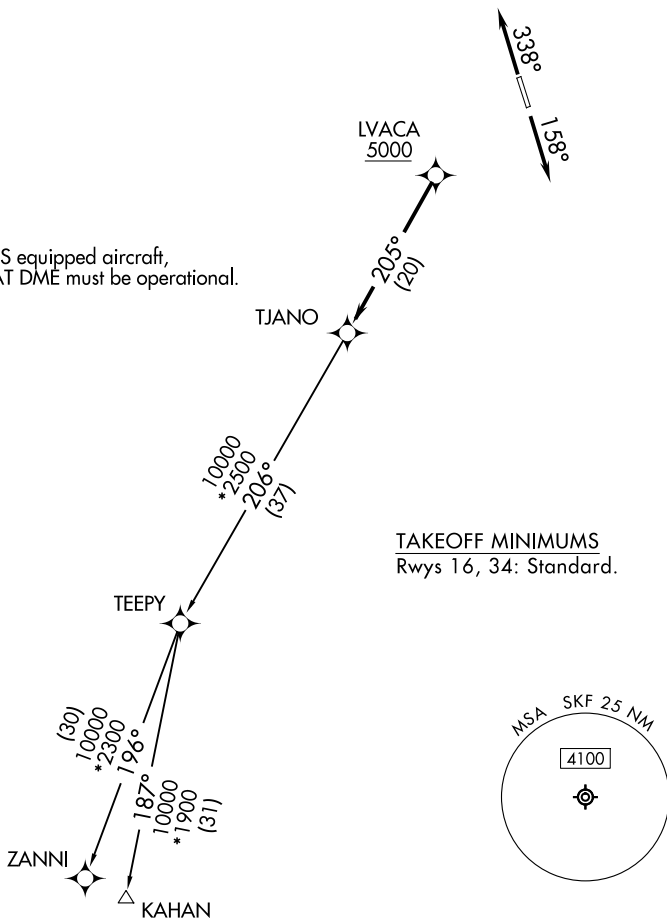 338°
158°
LVACA
5000
S equipped aircraft,
AT DME must be operational.
205°
(20)
TJANO
10000
*2500
206°
(37)
TAKEOFF MINIMUMS
Rwys 16, 34: Standard.
TEEPY
(30)
10000
*2300
196°
187°
10000
*1900
(31)
MSA SKF 25 NM
4100
ZANNI
KAHAN